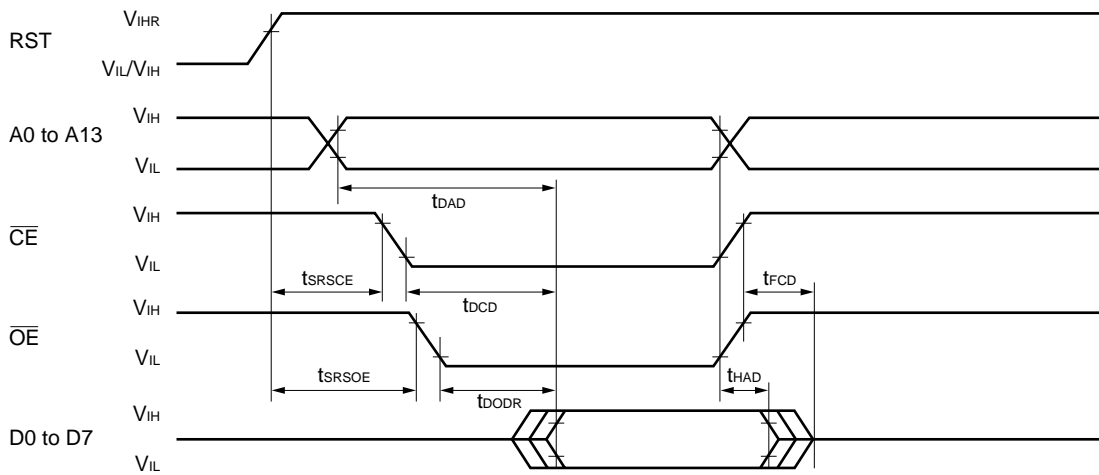 RST
VIHR
VIL/VIH
A0 to A13
VIH
VIL
tDAD
CE
VIH
VIL
tSRSCE
tDCD
tFCD
OE
VIH
VIL
tSRSOE
tDODR
tHAD
D0 to D7
VIH
VIL